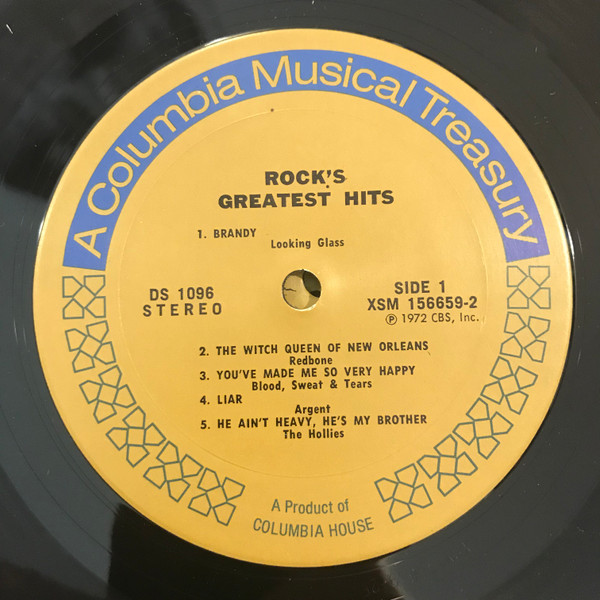 A Columbia Musical Treasury
ROCK'S
GREATEST HITS
1. BRANDY
Looking Glass
DS 1096
STEREO
SIDE 1
XSM 156659-2
℗ 1972 CBS, Inc.
2. THE WITCH QUEEN OF NEW ORLEANS
Redbone
3. YOU'VE MADE ME SO VERY HAPPY
Blood, Sweat & Tears
4. LIAR
Argent
5. HE AIN'T HEAVY, HE'S MY BROTHER
The Hollies
A Product of
COLUMBIA HOUSE